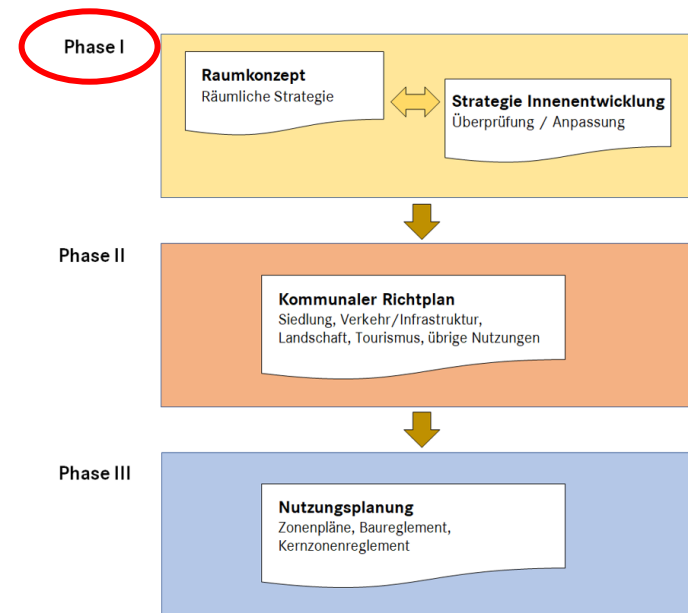 Phase I
Raumkonzept
Räumliche Strategie
Strategie Innenentwicklung
Überprüfung / Anpassung
Phase II
Kommunaler Richtplan
Siedlung, Verkehr/Infrastruktur,
Landschaft, Tourismus, übrige Nutzungen
Phase III
Nutzungsplanung
Zonenpläne, Baureglement,
Kernzonenreglement